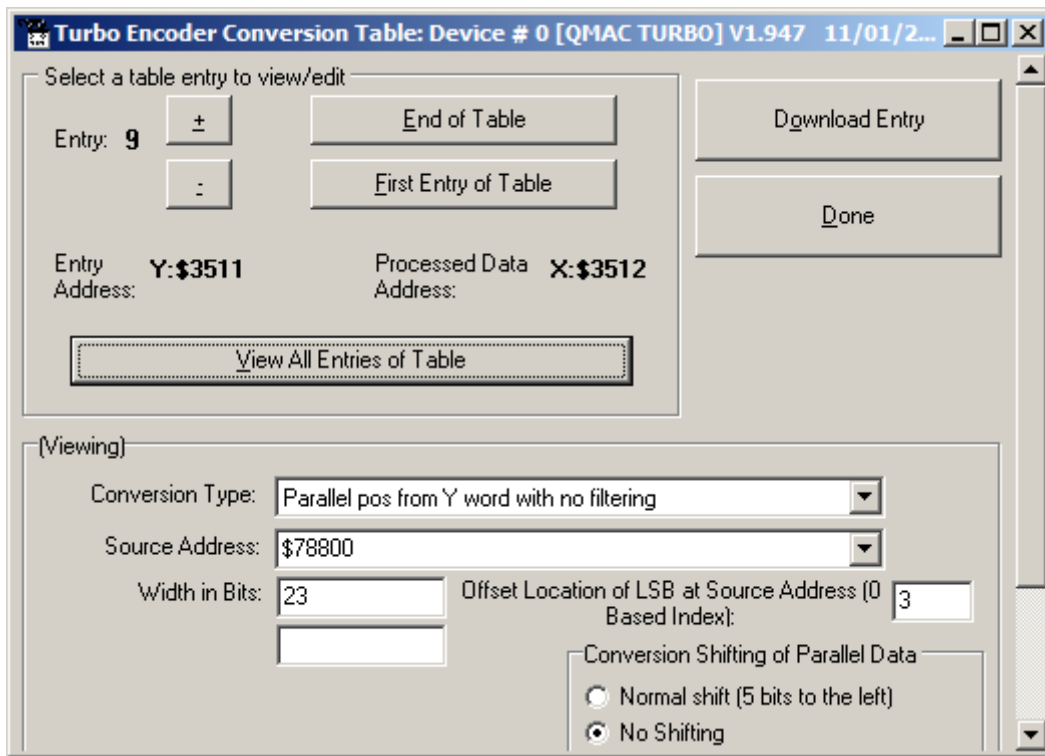 Turbo Encoder Conversion Table: Device # 0 [QMAC TURBO] V1.947 11/01/2...
Select a table entry to view/edit
Entry: 9
+
End of Table
Download Entry
-
First Entry of Table
Done
Entry Address: Y:$3511
Processed Data Address: X:$3512
View All Entries of Table
(Viewing)
Conversion Type: Parallel pos from Y word with no filtering
Source Address: $78800
Width in Bits: 23
Offset Location of LSB at Source Address (0
Based Index): 3
Conversion Shifting of Parallel Data
Normal shift (5 bits to the left)
No Shifting